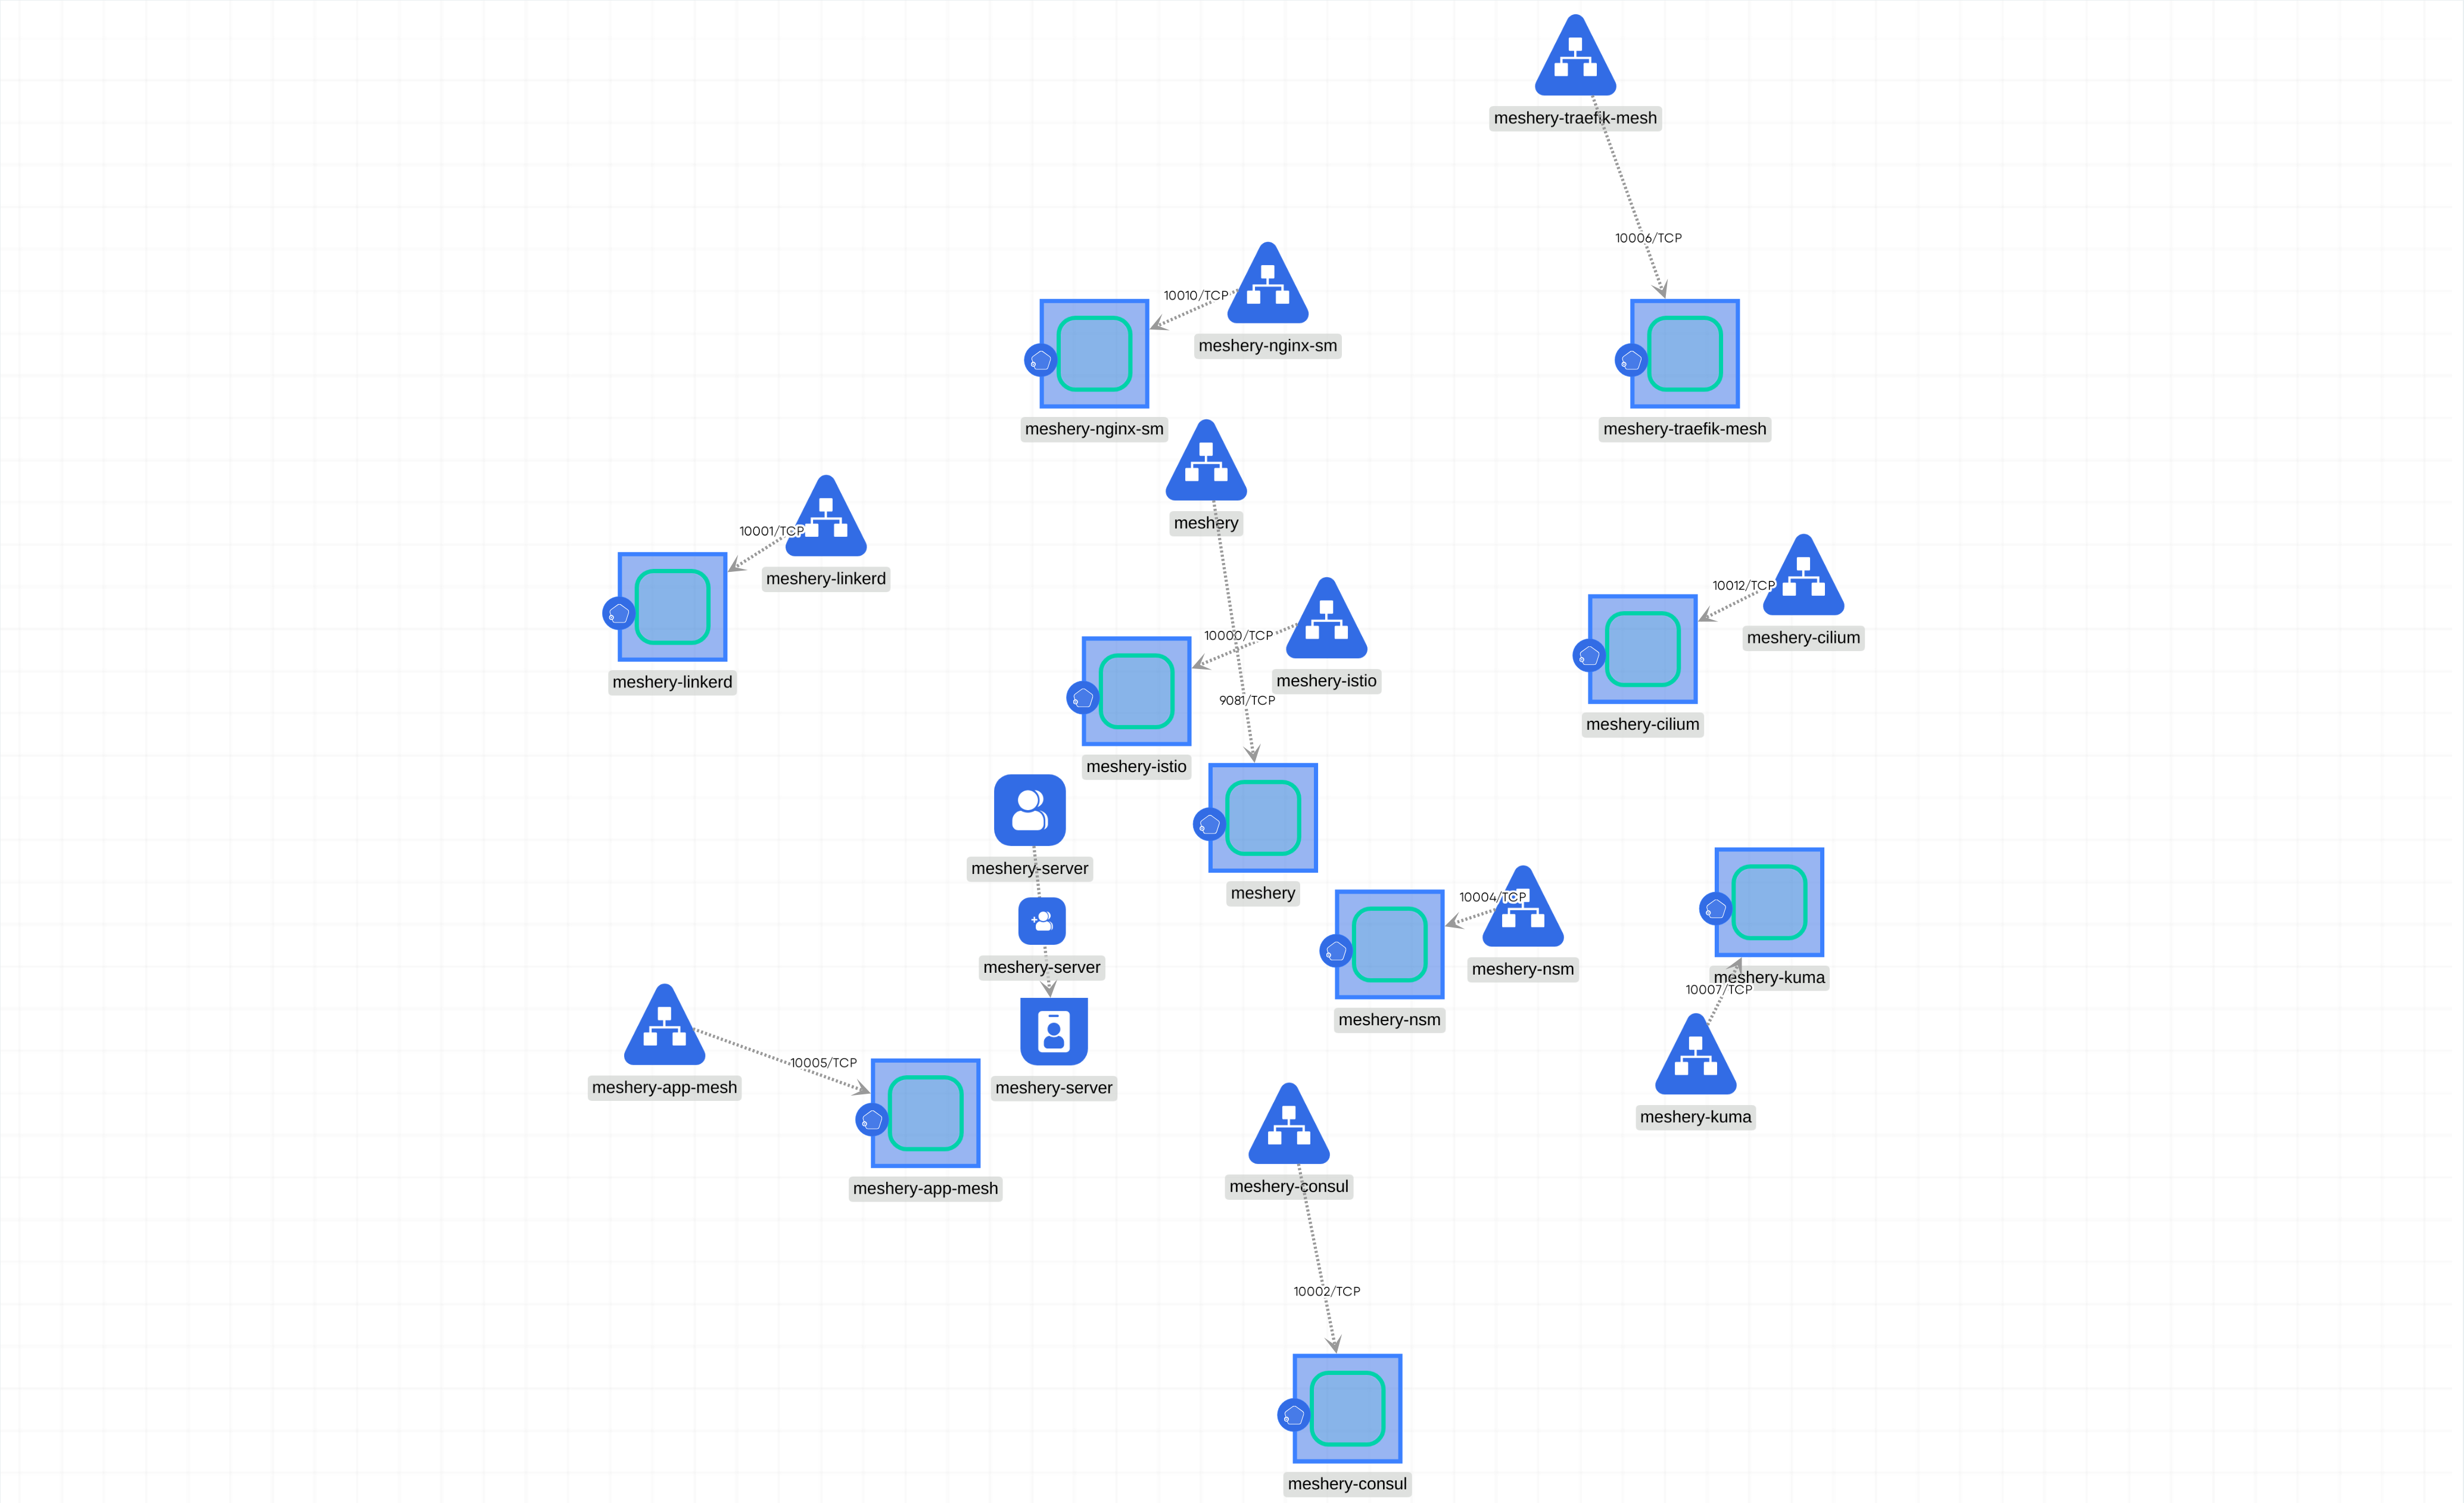 meshery-traefik-mesh
10006/TCP
10010/TCP
meshery-nginx-sm
meshery-nginx-sm
meshery-traefik-mesh
meshery
10001/TCP
meshery-linkerd
10012/TCP
meshery-cilium
10000/TCP
meshery-linkerd
meshery-istio
9081/TCP
meshery-cilium
meshery-istio
meshery-server
meshery
10004/TCP
meshery-server
meshery-nsm
meshery-kuma
10007/TCP
meshery-nsm
10005/TCP
meshery-app-mesh
meshery-server
meshery-kuma
meshery-consul
meshery-app-mesh
10002/TCP
meshery-consul